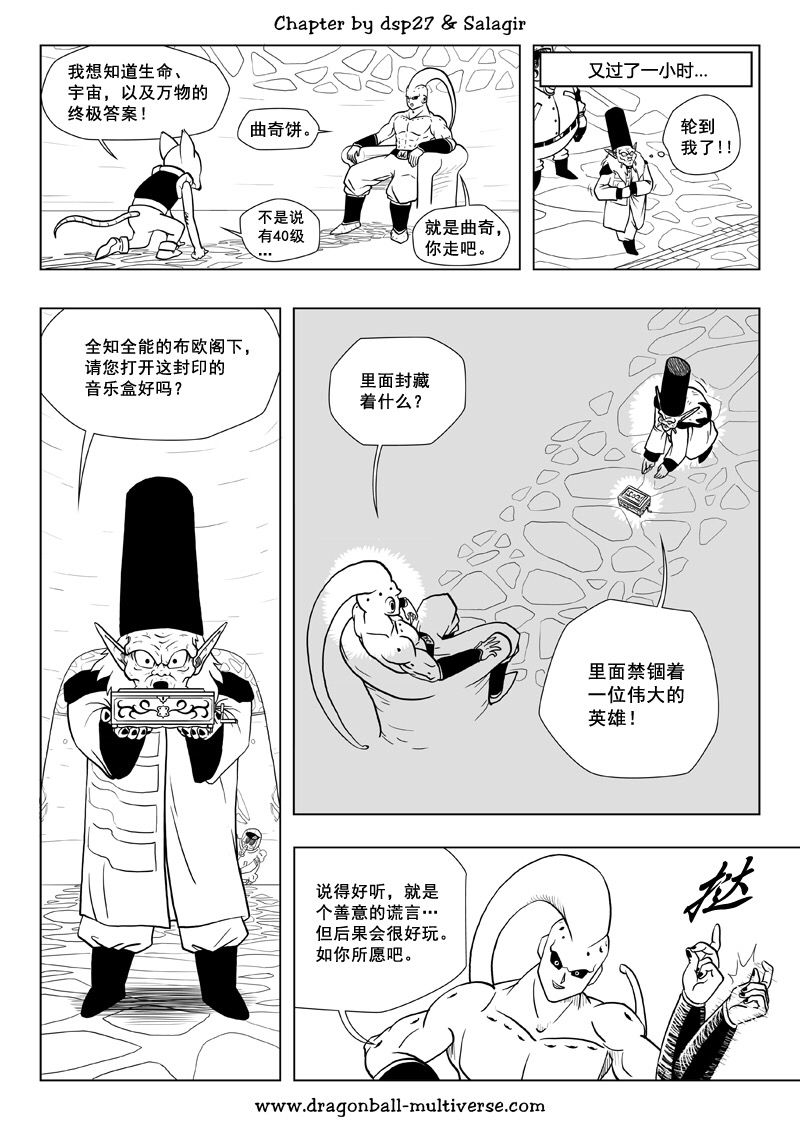 Chapter by dsp27 & Salagir
我想知道生命、
宇宙，以及万物的
终极答案！
曲奇饼。
不是说
有40级
...
就是曲奇，
你走吧。
又过了一小时...
轮到
我了!!
全知全能的布欧阁下，
请您打开这封印的
音乐盒好吗？
里面封藏
着什么？
里面禁锢着
一位伟大的
英雄！
说得好听，就是
个善意的谎言…
但后果会很好玩。
如你所愿吧。
挞
www.dragonball-multiverse.com